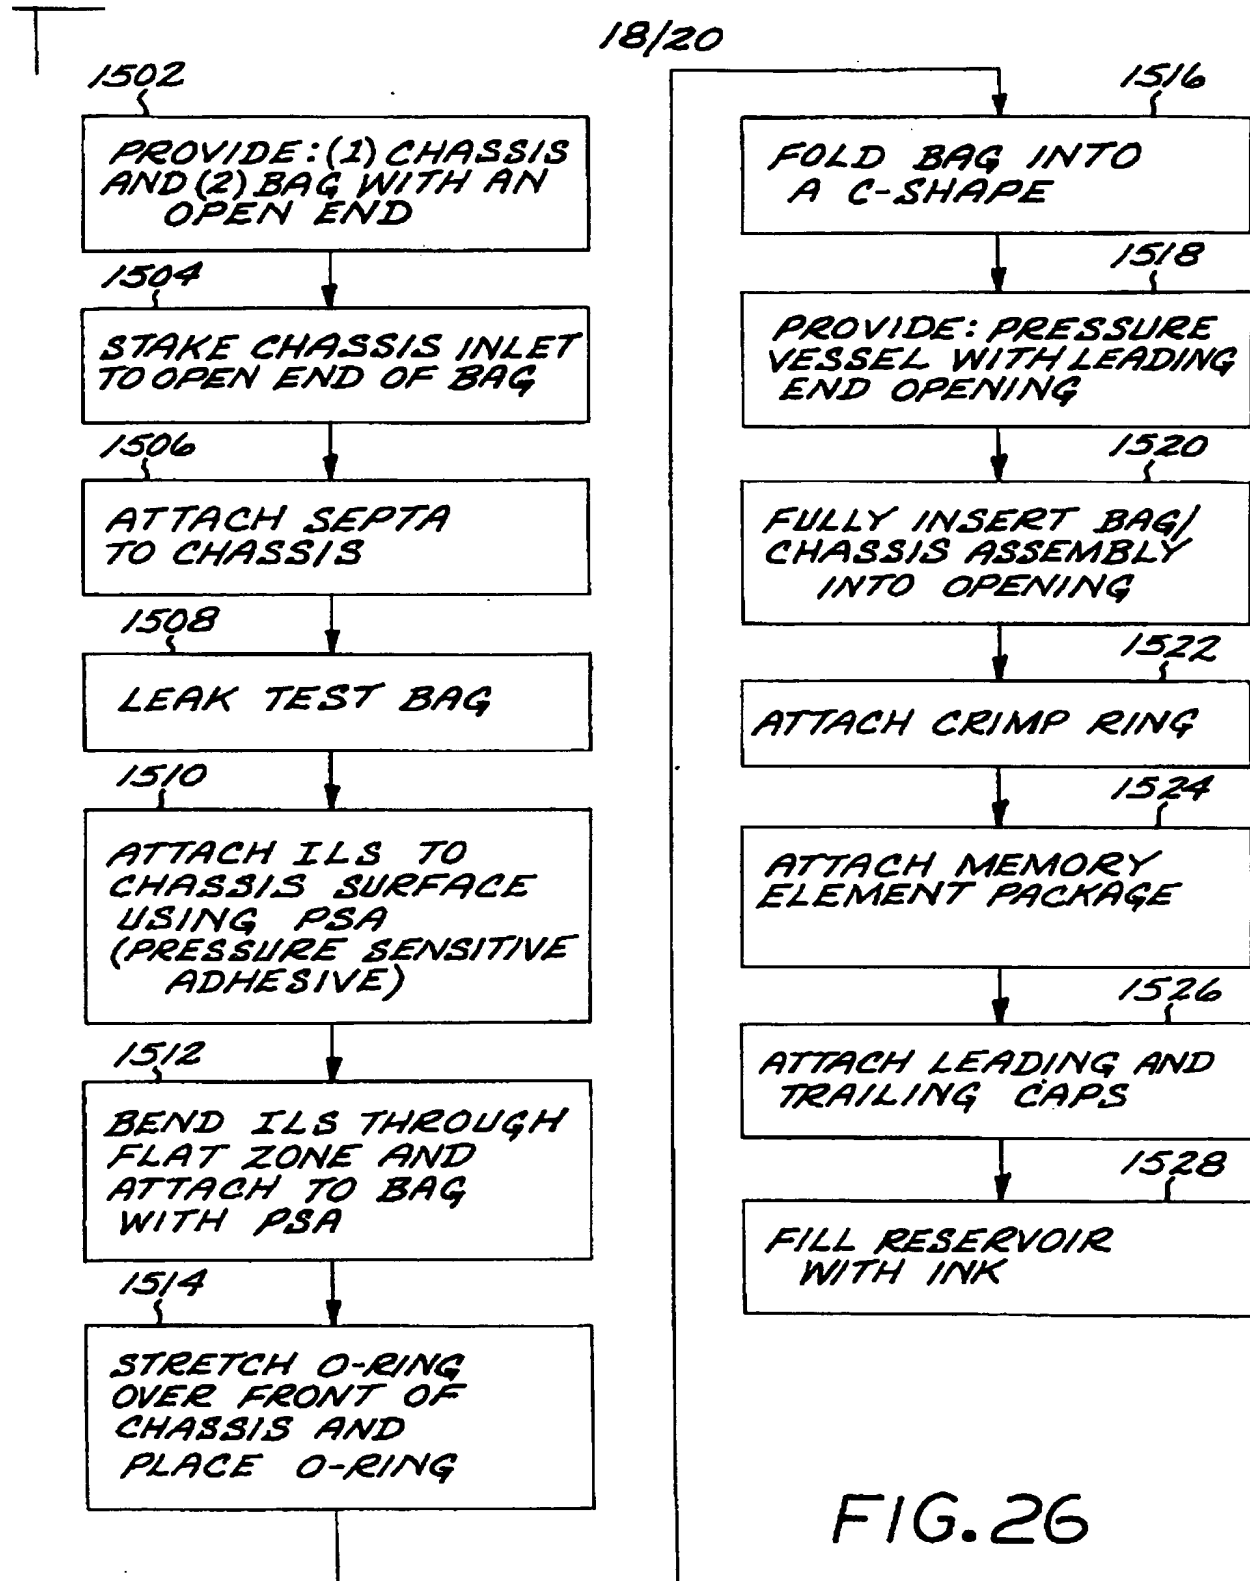 18/20
1502
PROVIDE: (1) CHASSIS
AND (2) BAG WITH AN
OPEN END
1504
STAKE CHASSIS INLET
TO OPEN END OF BAG
1506
ATTACH SEPTA
TO CHASSIS
1508
LEAK TEST BAG
1510
ATTACH ILS TO
CHASSIS SURFACE
USING PSA
(PRESSURE SENSITIVE
ADHESIVE)
1512
BEND ILS THROUGH
FLAT ZONE AND
ATTACH TO BAG
WITH PSA
1514
STRETCH O-RING
OVER FRONT OF
CHASSIS AND
PLACE O-RING
1516
FOLD BAG INTO
A C-SHAPE
1518
PROVIDE: PRESSURE
VESSEL WITH LEADING
END OPENING
1520
FULLY INSERT BAG/
CHASSIS ASSEMBLY
INTO OPENING
1522
ATTACH CRIMP RING
1524
ATTACH MEMORY
ELEMENT PACKAGE
1526
ATTACH LEADING AND
TRAILING CAPS
1528
FILL RESERVOIR
WITH INK
FIG. 26